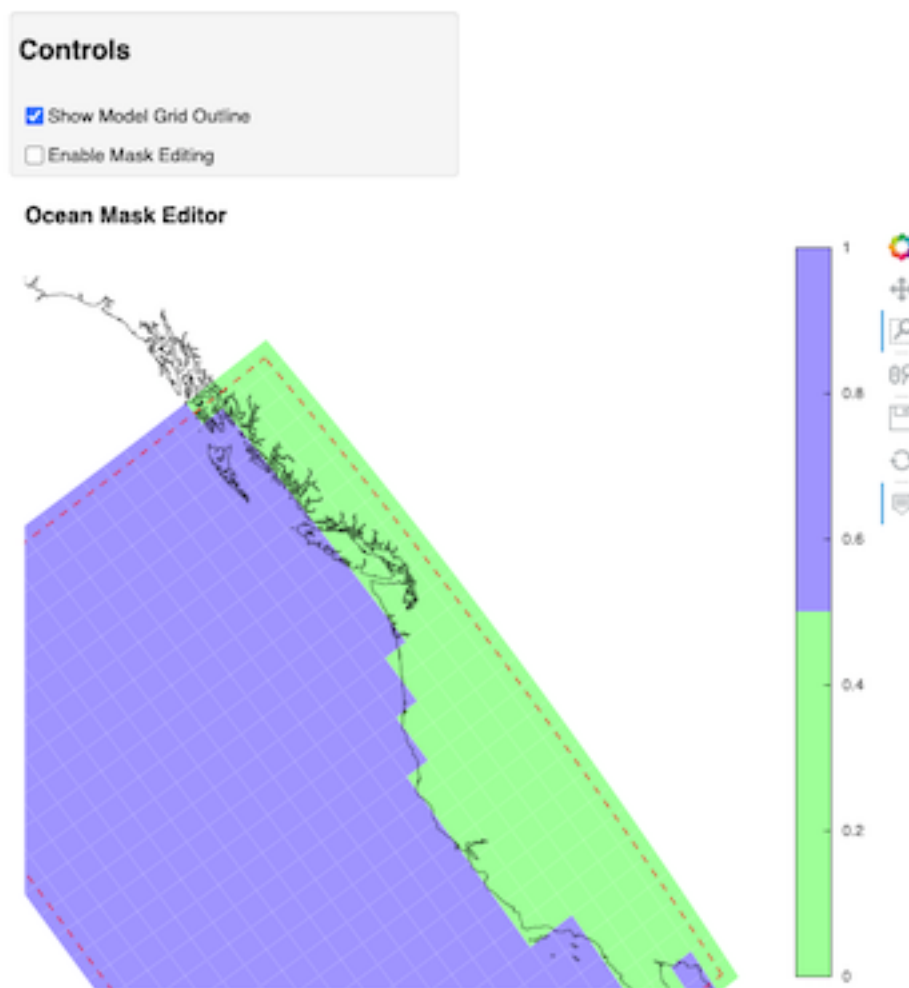 Controls
Show Model Grid Outline
Enable Mask Editing
Ocean Mask Editor
1
0.8
0.6
0.4
0.2
0